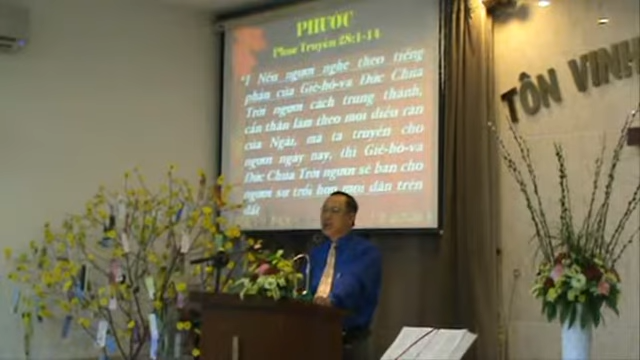 PHƯỚC
Phục Truyền 28:1-14
"1 Nếu ngươi nghe theo tiếng
phán của Giê-hô-va Đức Chúa
Trời ngươi cách trung thành,
cẩn thận làm theo mọi điều răn
của Ngài, mà ta truyền cho
ngươi ngày nay, thì Giê-hô-va
Đức Chúa Trời ngươi sẽ ban cho
ngươi sự trổi hơn mọi dân trên
đất
TÔN VINH